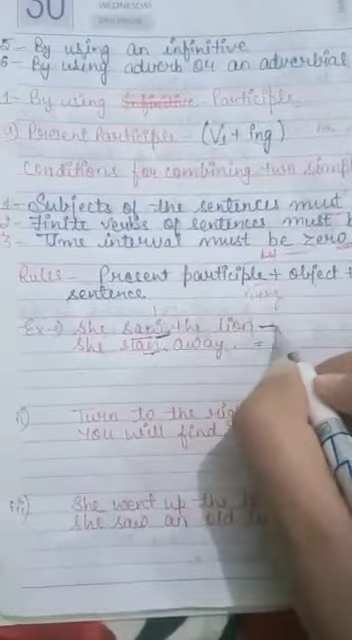 30 WEDNESDAY
5- By using an infinitive
6- By using adverb or an adverbial
1- By using Infinitive Participle
a) Present Participle - (V1 + ing)
Conditions for combining two simpl
1- Subjects of the sentences must
2- Finite verbs of sentences must b
3- Time interval must be zero
Rules- Present participle + object +
sentence
Ex-i) She saw the lion
She ran away.
ii) Turn to the rig
You will find
iii) She went up the
She saw an old